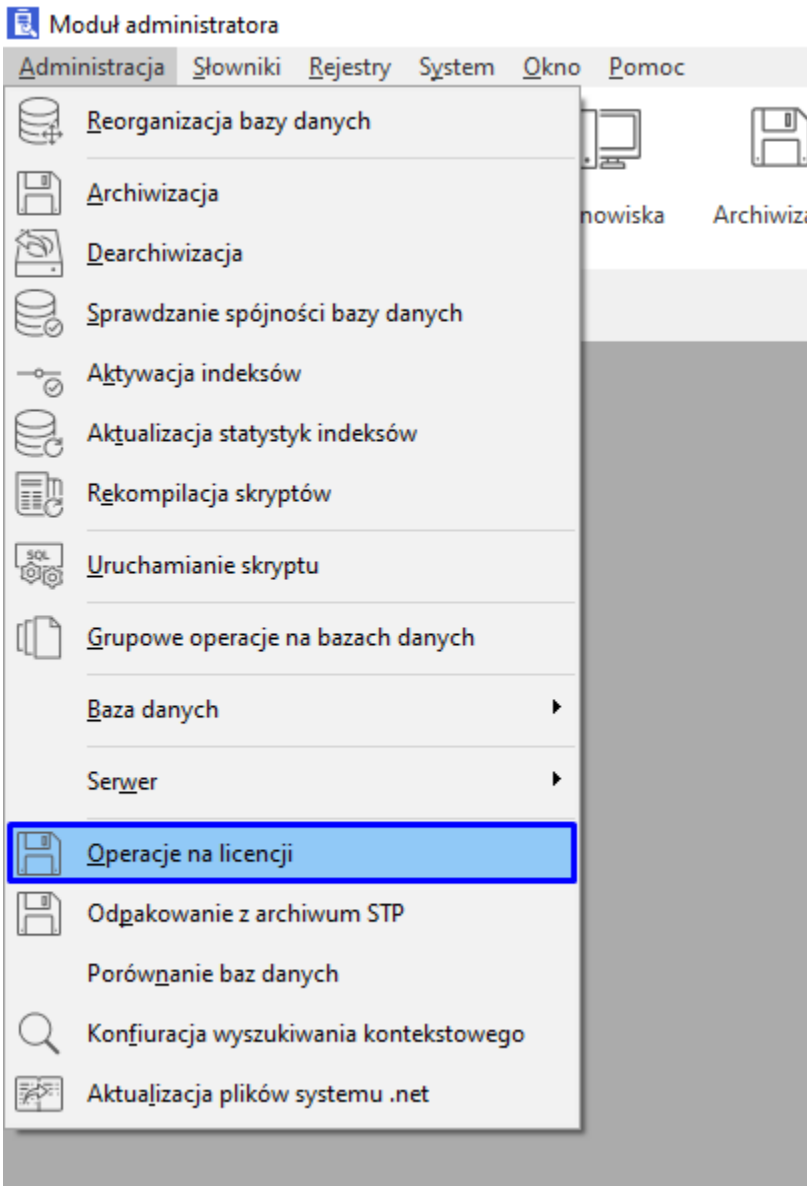 Moduł administratora
Administracja Słowniki Rejestry System Okno Pomoc
Reorganizacja bazy danych
Archiwizacja
nowiska Archiwiza
Dearchiwizacja
Sprawdzanie spójności bazy danych
Aktywacja indeksów
Aktualizacja statystyk indeksów
Rekompilacja skryptów
SQL
Uruchamianie skryptu
Grupowe operacje na bazach danych
Baza danych
Serwer
Operacje na licencji
Odpakowanie z archiwum STP
Porównanie baz danych
Konfiuracja wyszukiwania kontekstowego
Aktualizacja plików systemu .net